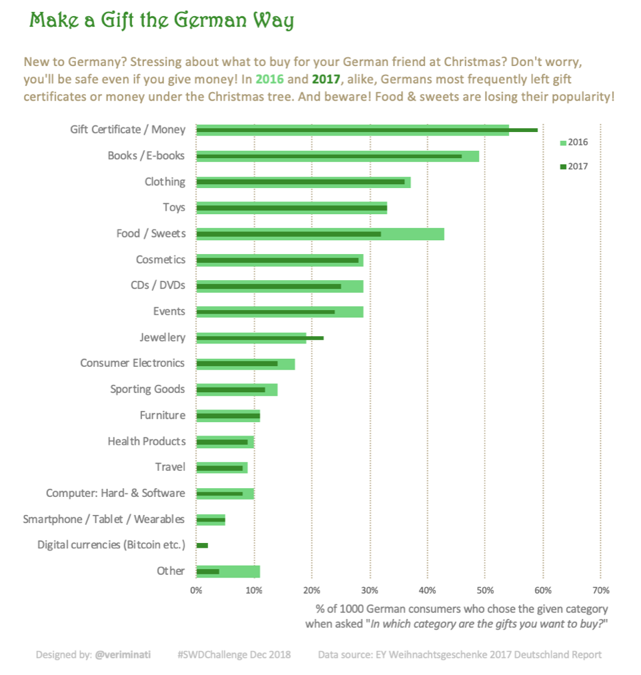 Make a Gift the German Way
New to Germany? Stressing about what to buy for your German friend at Christmas? Don't worry,
you'll be safe even if you give money! In 2016 and 2017, alike, Germans most frequently left gift
certificates or money under the Christmas tree. And beware! Food & sweets are losing their popularity!
Gift Certificate / Money
2016
Books / E-books
2017
Clothing
Toys
Food / Sweets
Cosmetics
CDs / DVDs
Events
Jewellery
Consumer Electronics
Sporting Goods
Furniture
Health Products
Travel
Computer: Hard- & Software
Smartphone / Tablet / Wearables
Digital currencies (Bitcoin etc.)
Other
0% 10% 20% 30% 40% 50% 60% 70%
% of 1000 German consumers who chose the given category
when asked "In which category are the gifts you want to buy?"
Designed by: @veriminati #SWDChallenge Dec 2018 Data source: EY Weihnachtsgeschenke 2017 Deutschland Report